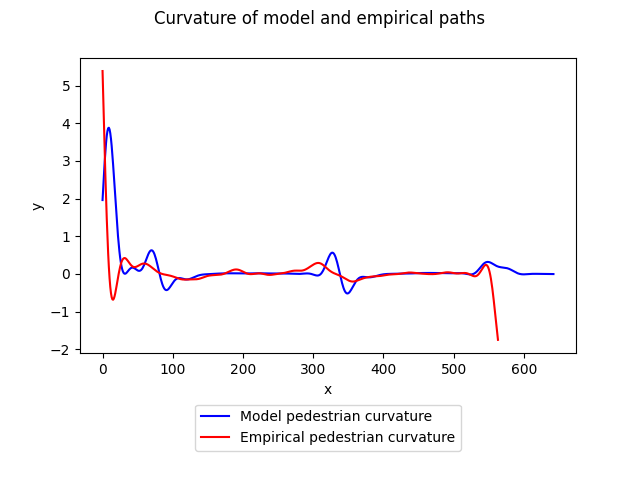 Curvature of model and empirical paths
5
4
3
2
1
0
−1
−2
y
0 100 200 300 400 500 600
x
Model pedestrian curvature
Empirical pedestrian curvature